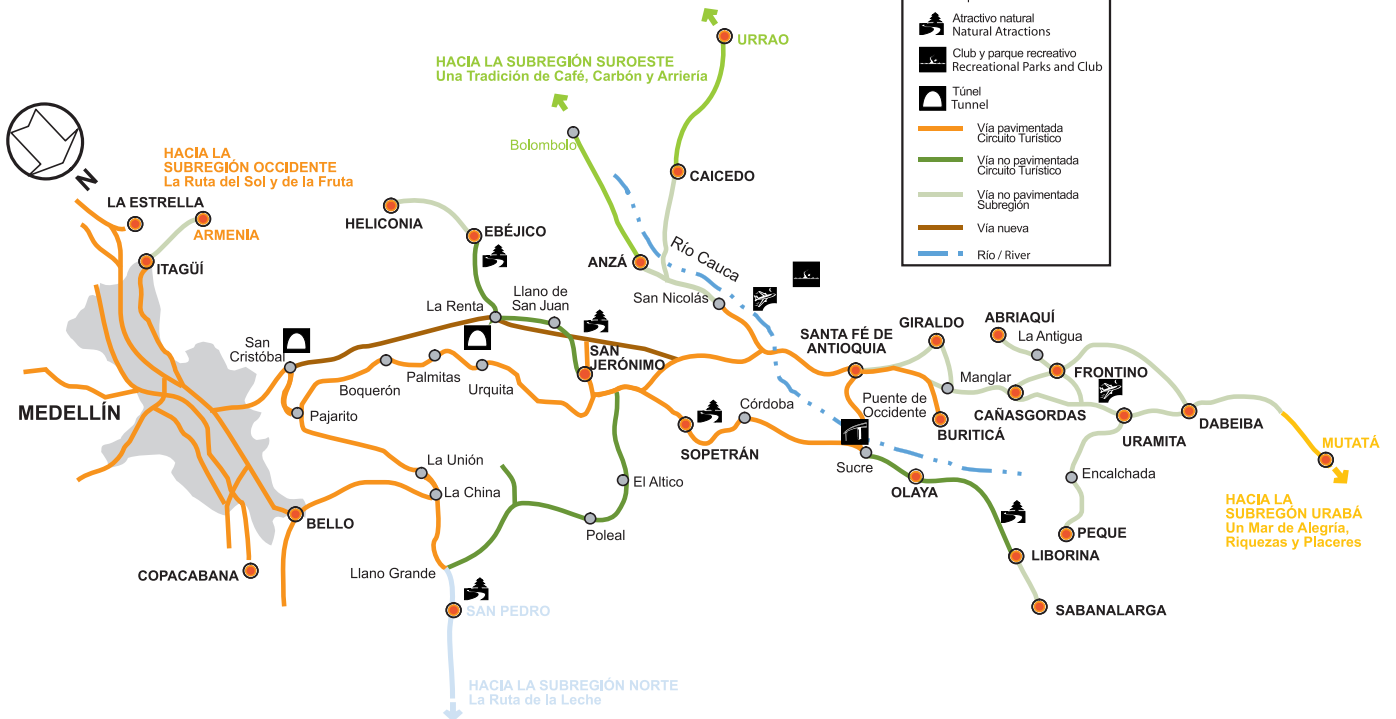 Atractivo natural
Natural Atractions
Club y parque recreativo
Recreational Parks and Club
Túnel
Tunnel
Vía pavimentada
Circuito Turístico
Vía no pavimentada
Circuito Turístico
Vía no pavimentada
Subregión
Vía nueva
Río / River
URRAO
HACIA LA SUBREGIÓN SUROESTE
Una Tradición de Café, Carbón y Arriería
Bolombolo
CAICEDO
N
HACIA LA
SUBREGIÓN OCCIDENTE
La Ruta del Sol y de la Fruta
LA ESTRELLA
ARMENIA
ITAGÜÍ
HELICONIA
EBÉJICO
ANZÁ
Río Cauca
San Nicolás
La Renta
Llano de
San Juan
San
Cristóbal
SAN
JERÓNIMO
Boquerón
Palmitas
Urquita
SANTA FÉ DE
ANTIOQUIA
GIRALDO
ABRIAQUÍ
La Antigua
FRONTINO
Manglar
CAÑASGORDAS
Puente de
Occidente
BURITICÁ
URAMITA
DABEIBA
MUTATÁ
MEDELLÍN
Pajarito
Córdoba
SOPETRÁN
Sucre
OLAYA
La Unión
La China
El Altico
Encalchada
BELLO
Poleal
PEQUE
LIBORINA
HACIA LA
SUBREGÓN URABÁ
Un Mar de Alegría,
Riquezas y Placeres
COPACABANA
Llano Grande
SAN PEDRO
SABANALARGA
HACIA LA SUBREGIÓN NORTE
La Ruta de la Leche